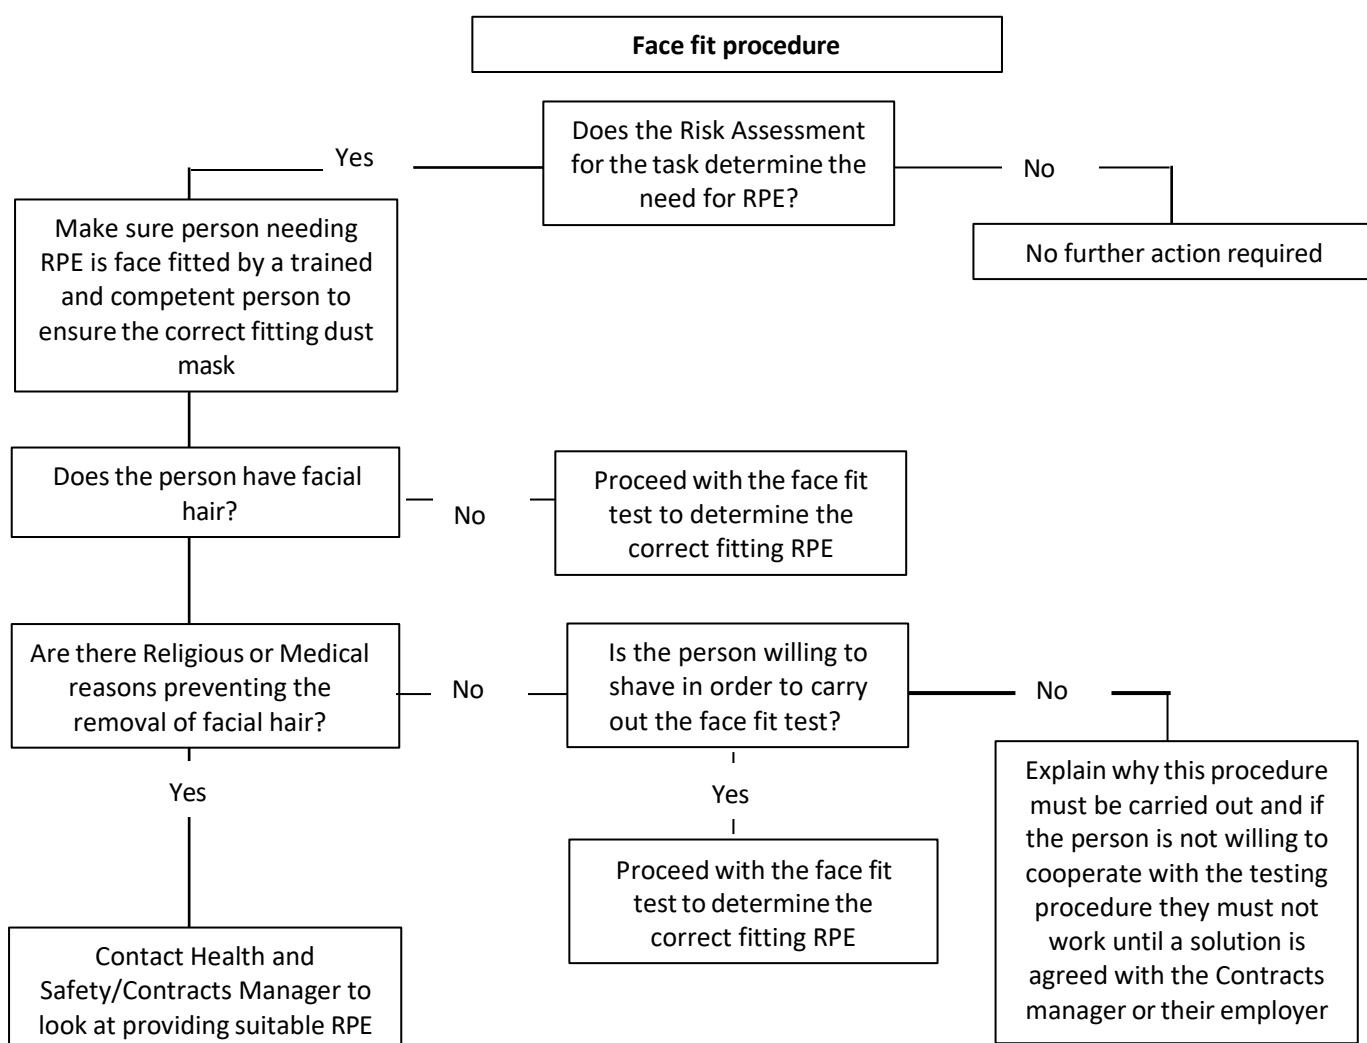 Face fit procedure
Does the Risk Assessment
for the task determine the
need for RPE?
Yes
No
Make sure person needing
RPE is face fitted by a trained
and competent person to
ensure the correct fitting dust
mask
No further action required
Does the person have facial
hair?
No
Proceed with the face fit
test to determine the
correct fitting RPE
Are there Religious or Medical
reasons preventing the
removal of facial hair?
No
Is the person willing to
shave in order to carry
out the face fit test?
No
Yes
Yes
Explain why this procedure
must be carried out and if
the person is not willing to
cooperate with the testing
procedure they must not
work until a solution is
agreed with the Contracts
manager or their employer
Proceed with the face fit
test to determine the
correct fitting RPE
Contact Health and
Safety/Contracts Manager to
look at providing suitable RPE